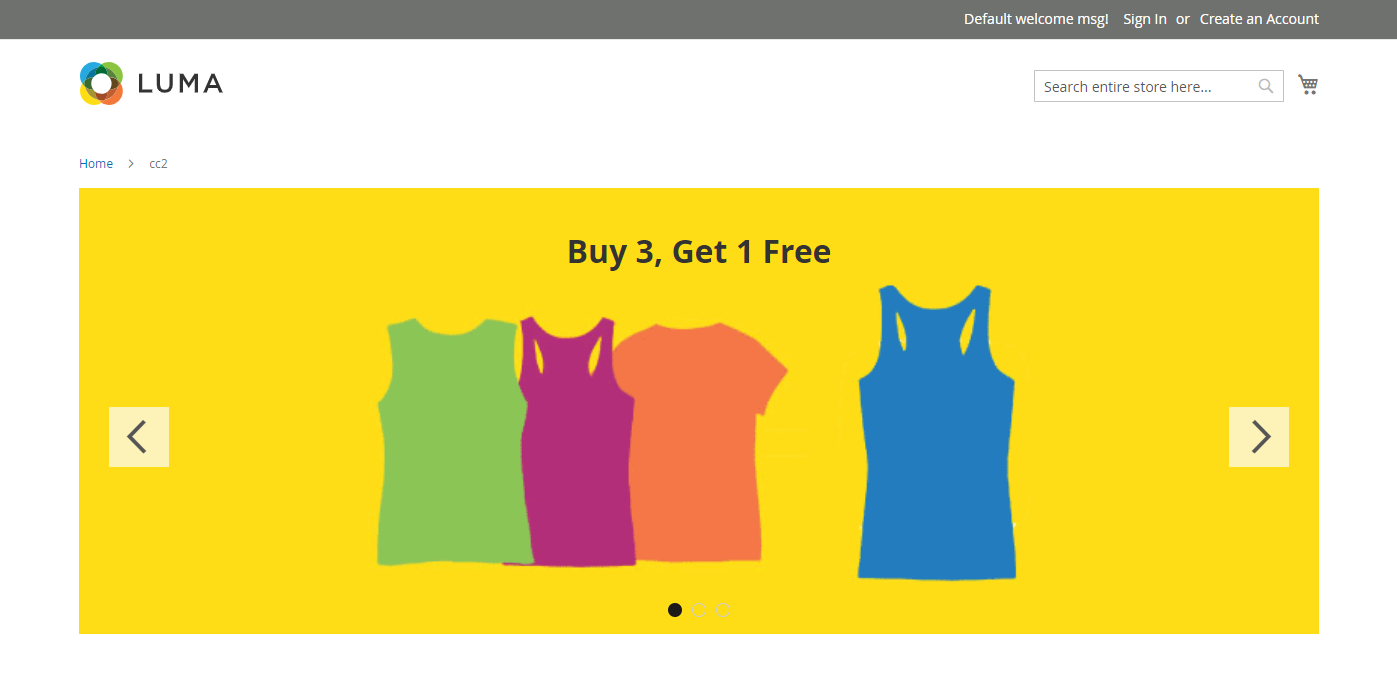 Default welcome msg! Sign In or Create an Account
LUMA
Search entire store here...
Home > cc2
Buy 3, Get 1 Free